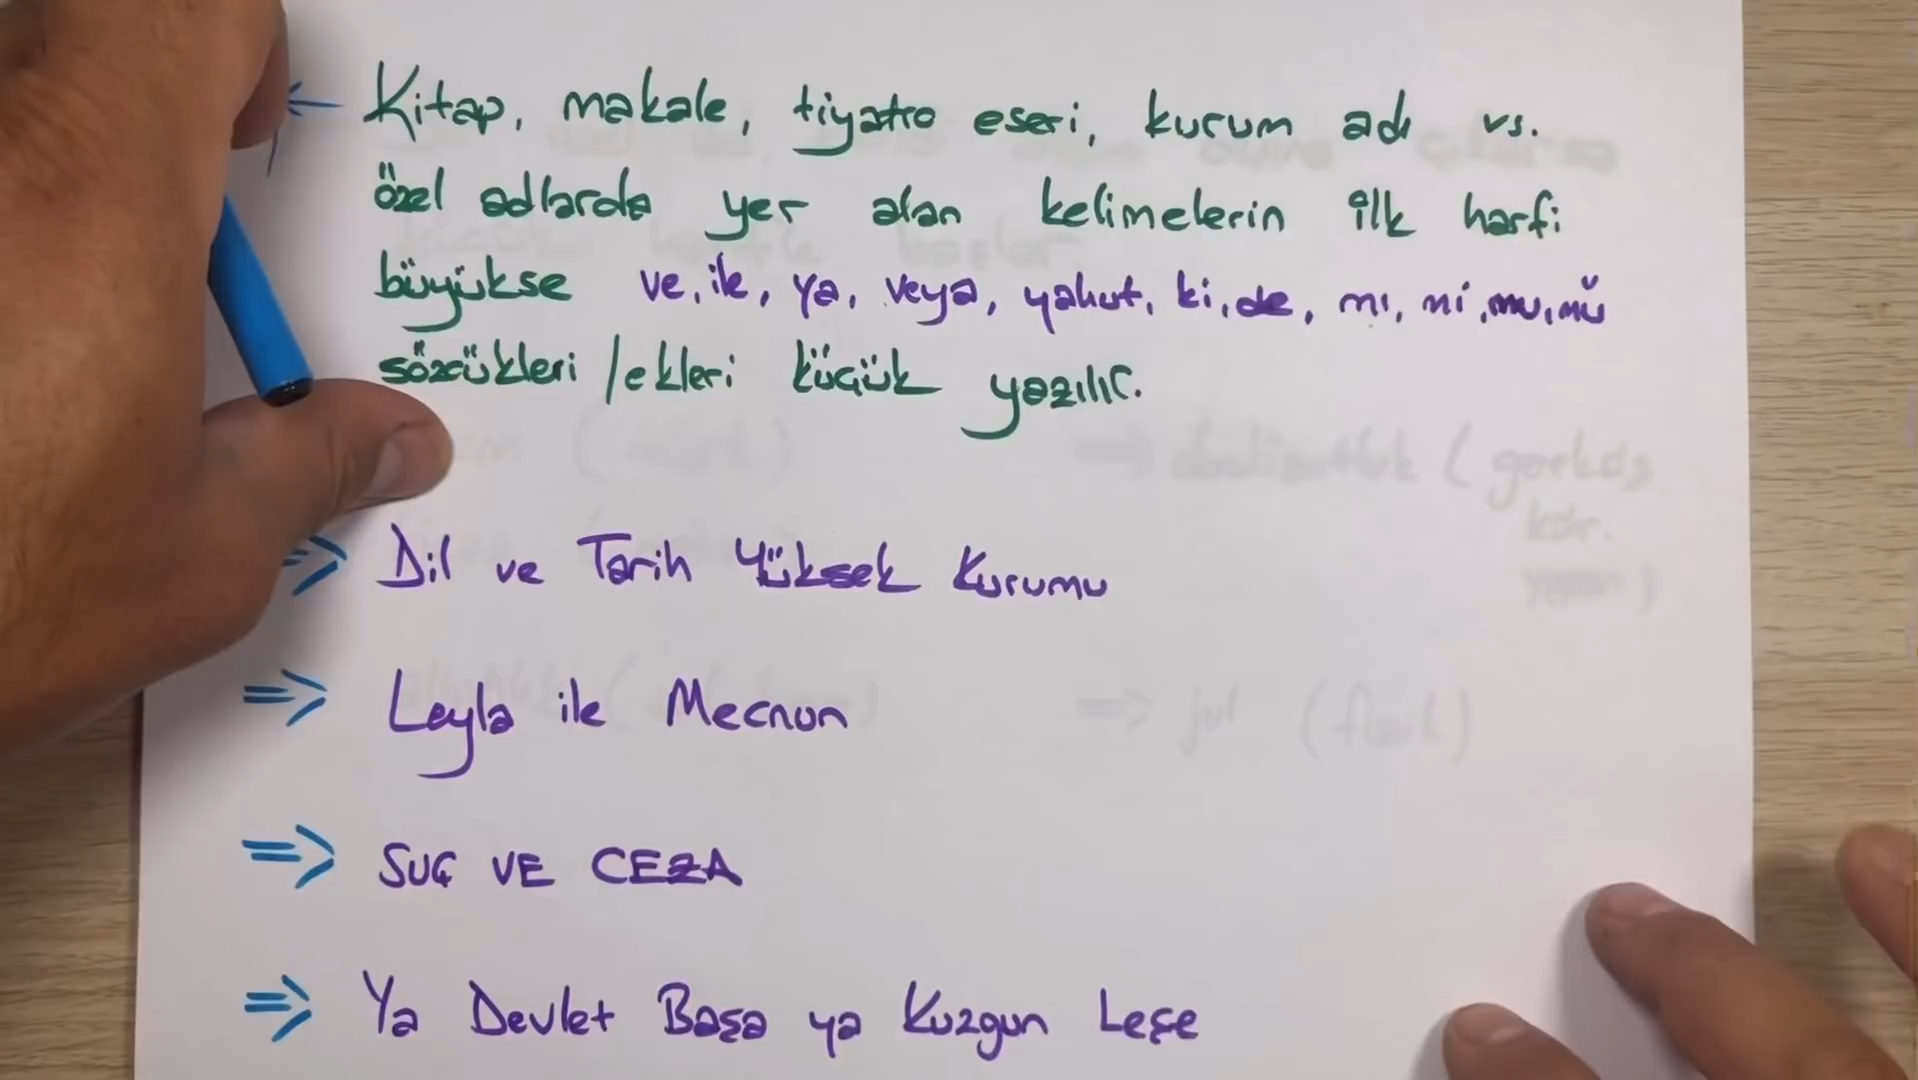 Kitap, makale, tiyatro eseri, kurum adı vs.
özel adlarda yer alan kelimelerin ilk harfi
büyükse ve, ile, ya, veya, yahut, ki, de, mı, mi, mu, mü
sözcükleri / ekleri küçük yazılır.
⇒ Dil ve Tarih Yüksek Kurumu
⇒ Leyla ile Mecnun
⇒ SUÇ VE CEZA
⇒ Ya Devlet Başa ya Kuzgun Leşe